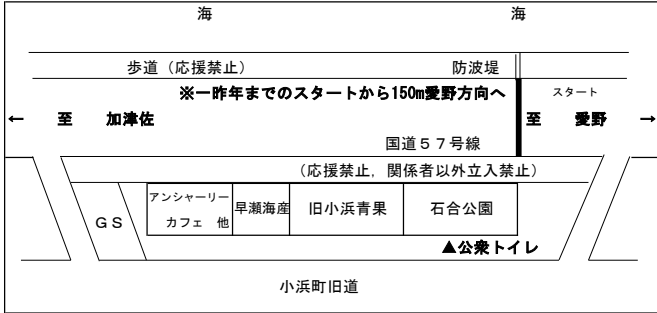 海 海
歩道（応援禁止） 防波堤
※一昨年までのスタートから150m愛野方向へ スタート
← 至 加津佐 至 愛野 →
国道５７号線
（応援禁止，関係者以外立入禁止）
アンシャーリー
カフェ 他 早瀬海産 旧小浜青果 石合公園
ＧＳ
▲公衆トイレ
小浜町旧道